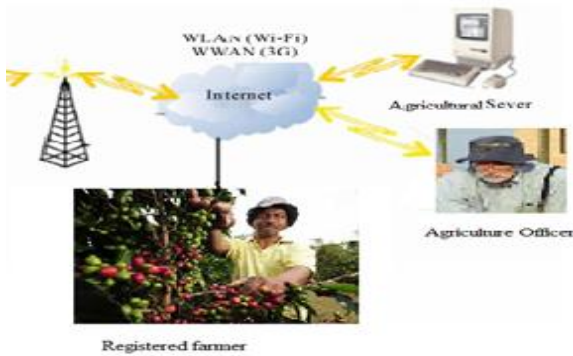 WLAN (Wi-Fi)
WWAN (3G)
Internet
Agricultural Sever
Agriculture Officer
Registered farmer